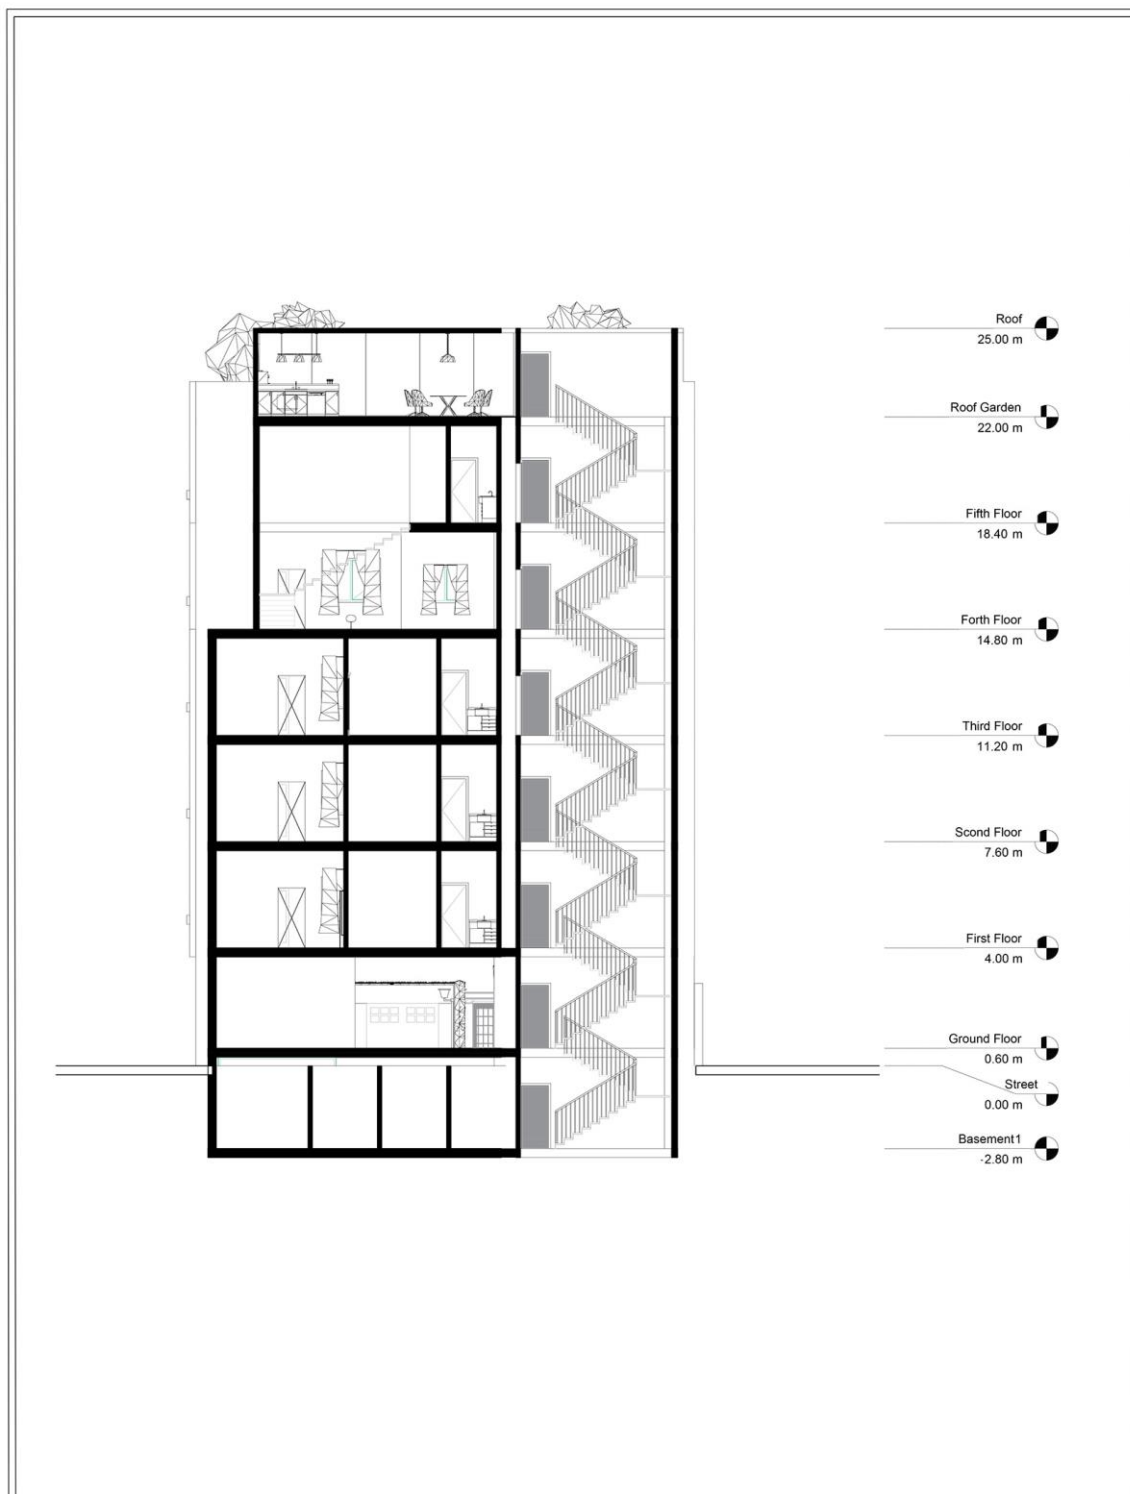 Roof
25.00 m
Roof Garden
22.00 m
Fifth Floor
18.40 m
Forth Floor
14.80 m
Third Floor
11.20 m
Scond Floor
7.60 m
First Floor
4.00 m
Ground Floor
0.60 m
Street
0.00 m
Basement1
-2.80 m